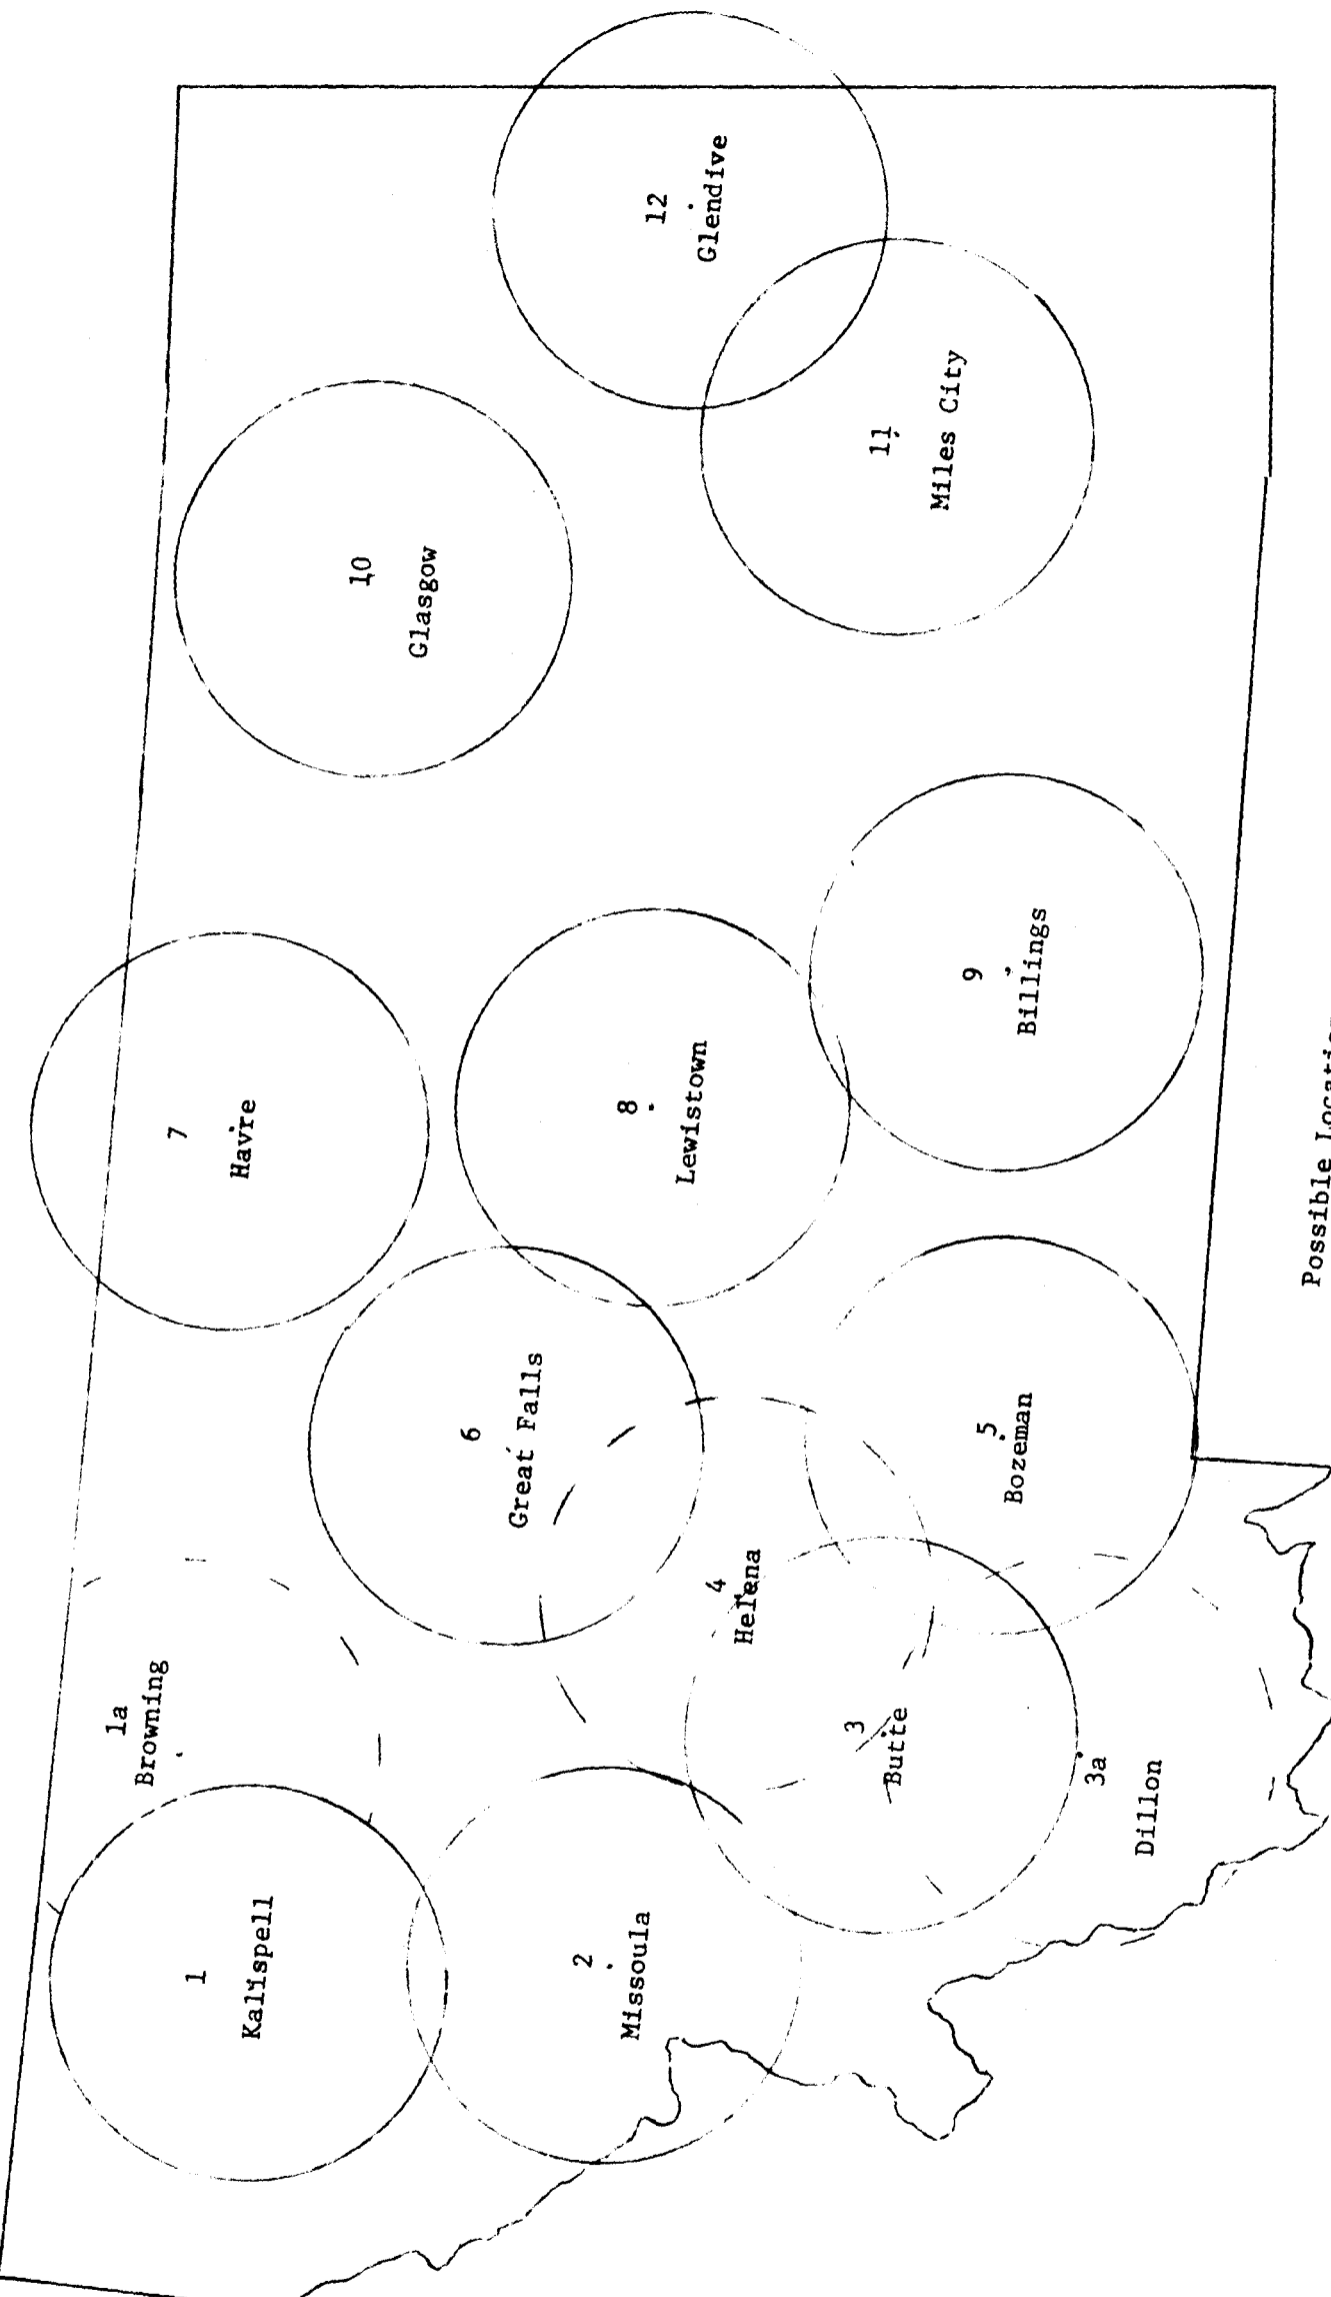 1
Kalispell
1a
Browning
2
Missoula
3
Butte
3a
Dillon
4
Helena
5
Bozeman
6
Great Falls
7
Havre
8
Lewistown
9
Billings
10
Glasgow
11
Miles City
12
Glendive
Possible